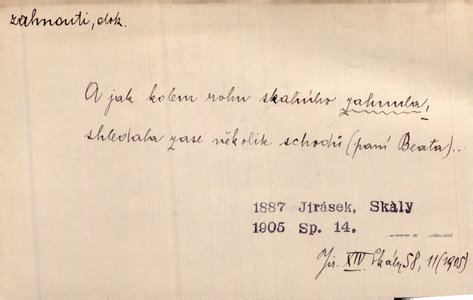 zahnouti, dok.
A jak kolem rohu skalního zahnula,
shledala zase několik schodů (paní Beata)..
1887 Jirásek, Skály
1905 Sp. 14.
Jir. XIV. Skály 58, 11 (1905)